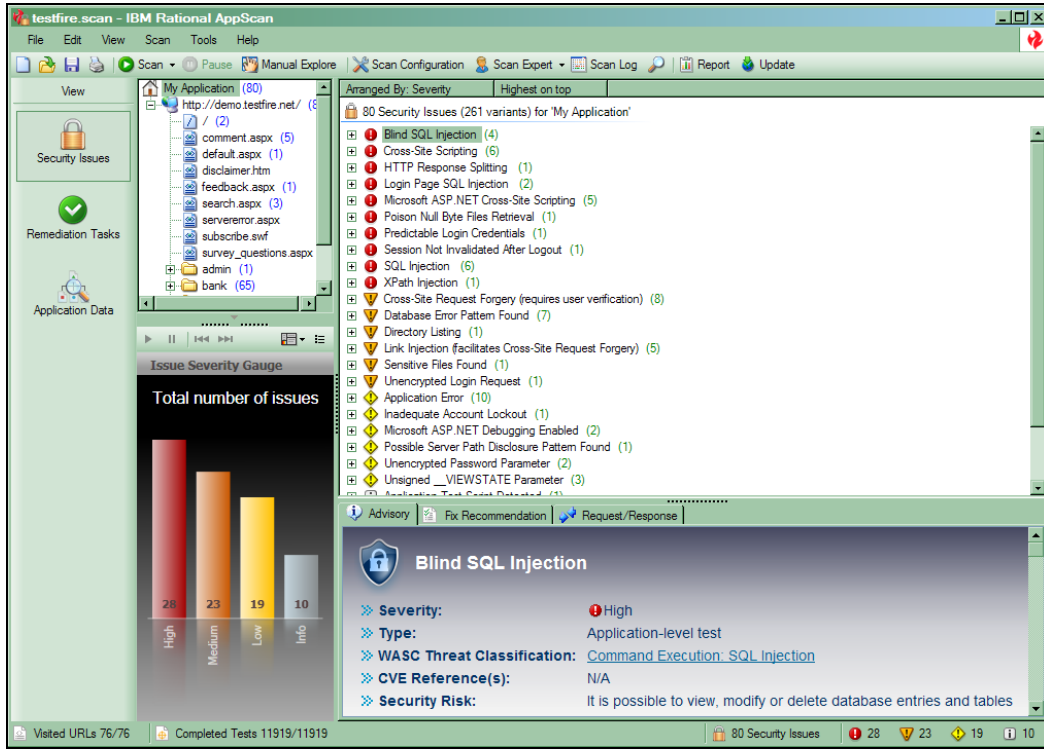 testfire.scan - IBM Rational AppScan
File Edit View Scan Tools Help
Scan Pause Manual Explore Scan Configuration Scan Expert Scan Log Report Update
View
Security Issues
Remediation Tasks
Application Data
My Application (80)
http://demo.testfire.net/ (8
/ (2)
comment.aspx (5)
default.aspx (1)
disclaimer.htm
feedback.aspx (1)
search.aspx (3)
servererror.aspx
subscribe.swf
survey_questions.aspx
admin (1)
bank (65)
Issue Severity Gauge
Total number of issues
28 23 19 10
High Medium Low Info
Arranged By: Severity Highest on top
80 Security Issues (261 variants) for 'My Application'
Blind SQL Injection (4)
Cross-Site Scripting (6)
HTTP Response Splitting (1)
Login Page SQL Injection (2)
Microsoft ASP.NET Cross-Site Scripting (5)
Poison Null Byte Files Retrieval (1)
Predictable Login Credentials (1)
Session Not Invalidated After Logout (1)
SQL Injection (6)
XPath Injection (1)
Cross-Site Request Forgery (requires user verification) (8)
Database Error Pattern Found (7)
Directory Listing (1)
Link Injection (facilitates Cross-Site Request Forgery) (5)
Sensitive Files Found (1)
Unencrypted Login Request (1)
Application Error (10)
Inadequate Account Lockout (1)
Microsoft ASP.NET Debugging Enabled (2)
Possible Server Path Disclosure Pattern Found (1)
Unencrypted Password Parameter (2)
Unsigned __VIEWSTATE Parameter (3)
Application Test Script Detected (1)
Advisory Fix Recommendation Request/Response
Blind SQL Injection
Severity: High
Type: Application-level test
WASC Threat Classification: Command Execution: SQL Injection
CVE Reference(s): N/A
Security Risk: It is possible to view, modify or delete database entries and tables
Visited URLs 76/76 Completed Tests 11919/11919 80 Security Issues 28 23 19 10